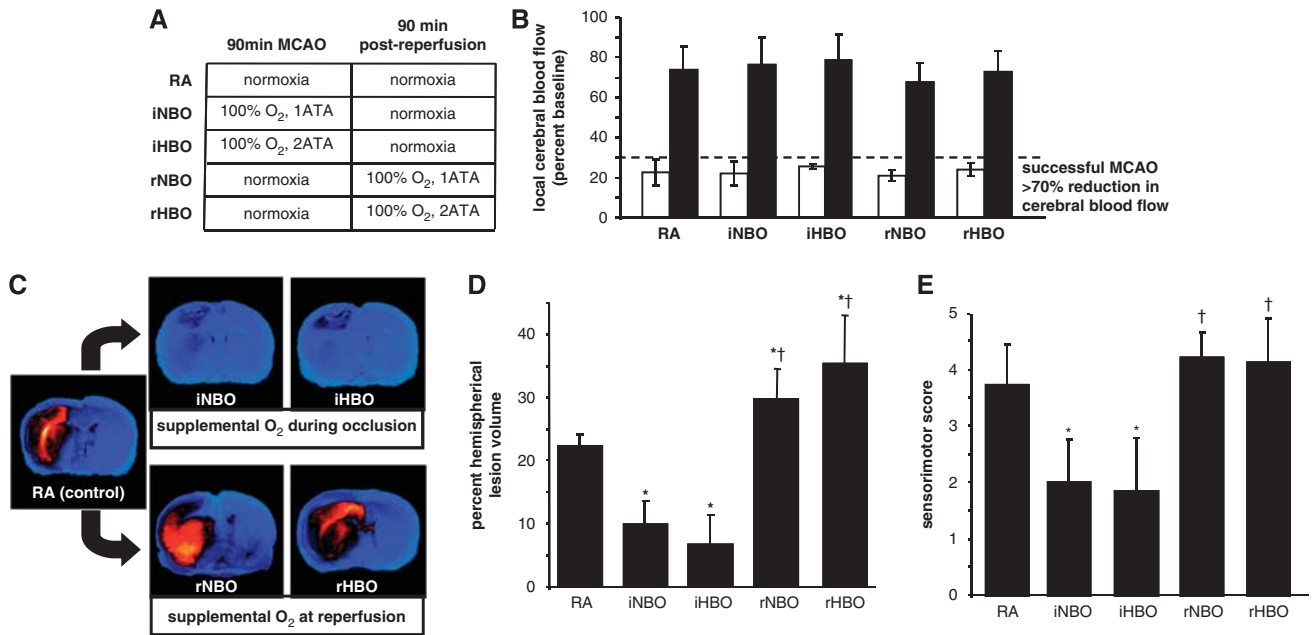 A
90min MCAO
90 min
post-reperfusion
RA normoxia normoxia
iNBO 100% O₂, 1ATA normoxia
iHBO 100% O₂, 2ATA normoxia
rNBO normoxia 100% O₂, 1ATA
rHBO normoxia 100% O₂, 2ATA
B
local cerebral blood flow
(percent baseline)
100
80
60
40
20
0
RA iNBO iHBO rNBO rHBO
successful MCAO
>70% reduction in
cerebral blood flow
C
iNBO iHBO
supplemental O₂ during occlusion
RA (control)
rNBO rHBO
supplemental O₂ at reperfusion
D
percent hemispherical
lesion volume
40
30
20
10
0
* * *† *†
RA iNBO iHBO rNBO rHBO
E
sensorimotor score
5
4
3
2
1
0
* * † †
RA iNBO iHBO rNBO rHBO